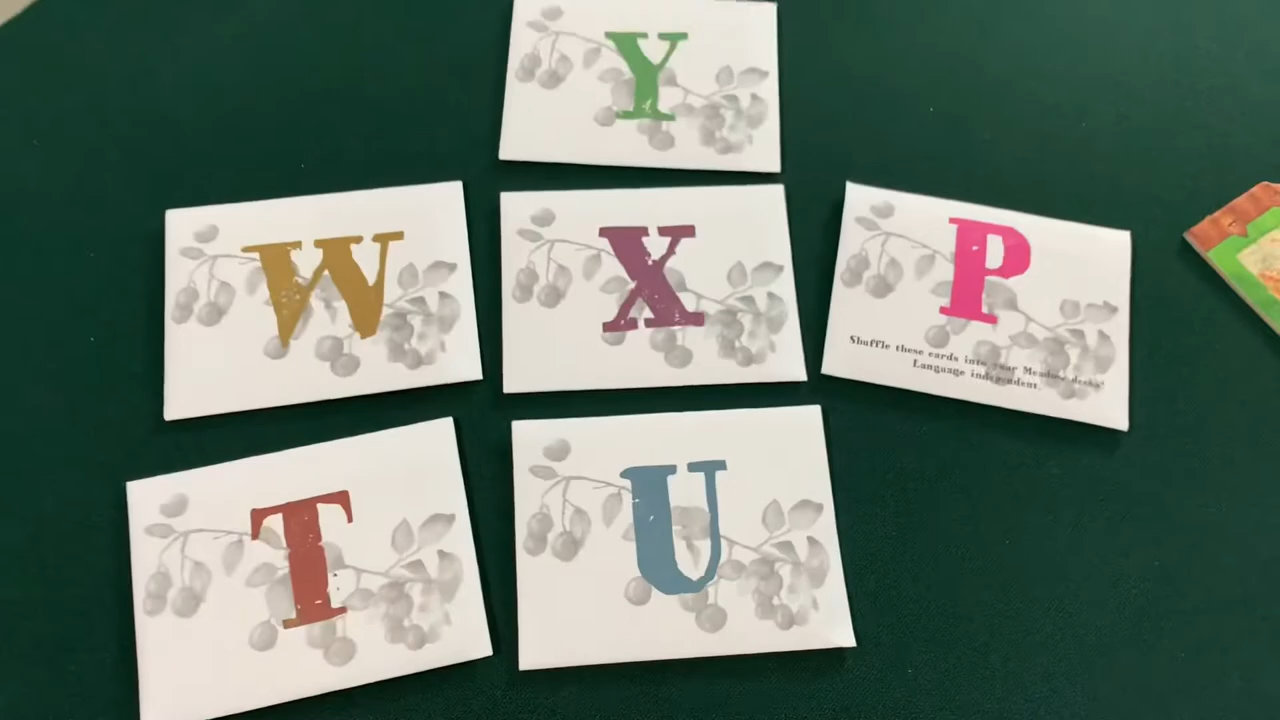 Y
W
X
P
Shuffle these cards into your Meadow decks!
Language independent.
T
U